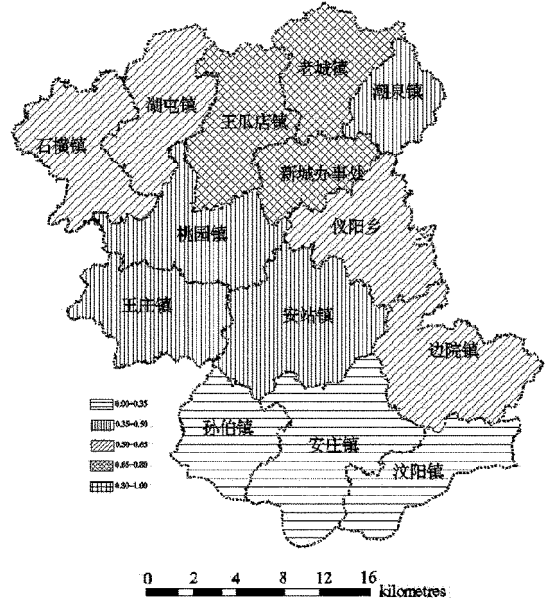 老城镇
潮泉镇
湖屯镇
王瓜店镇
石横镇
新城办事处
仪阳乡
桃园镇
王庄镇
安站镇
边院镇
孙伯镇
安庄镇
汶阳镇
0.00-0.35
0.35-0.50
0.50-0.65
0.65-0.80
0.80-1.00
0 2 4 8 12 16
kilometres